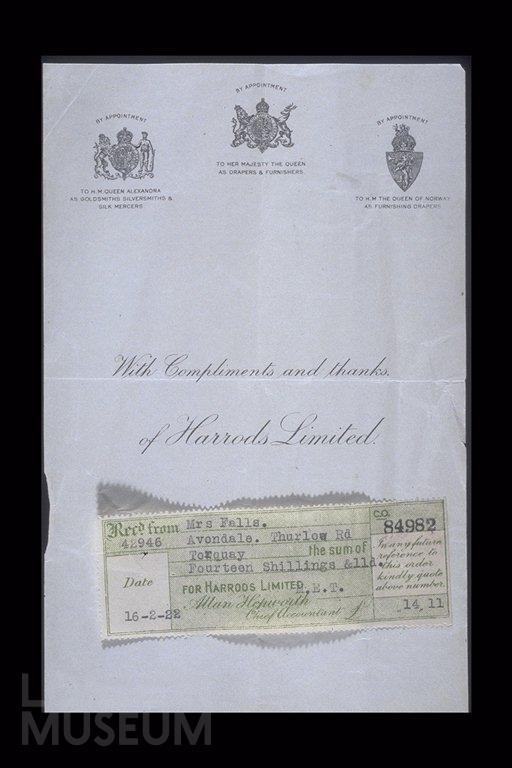 BY APPOINTMENT
TO H.M. QUEEN ALEXANDRA
AS GOLDSMITHS SILVERSMITHS &
SILK MERCERS
BY APPOINTMENT
TO HER MAJESTY THE QUEEN
AS DRAPERS & FURNISHERS.
BY APPOINTMENT
TO H.M THE QUEEN OF NORWAY
AS FURNISHING DRAPERS
With Compliments and thanks.
of Harrods Limited.
Recd from Mrs Falls.
42946 Avondale. Thurlow Rd
Torquay the sum of
Fourteen Shillings &11d.
Date
FOR HARRODS LIMITED. E.T.
Allan Hepworth
Chief Accountant
16-2-22
C.O.
84982
In any future
reference to
this order
kindly quote
above number.
14 11
MUSEUM